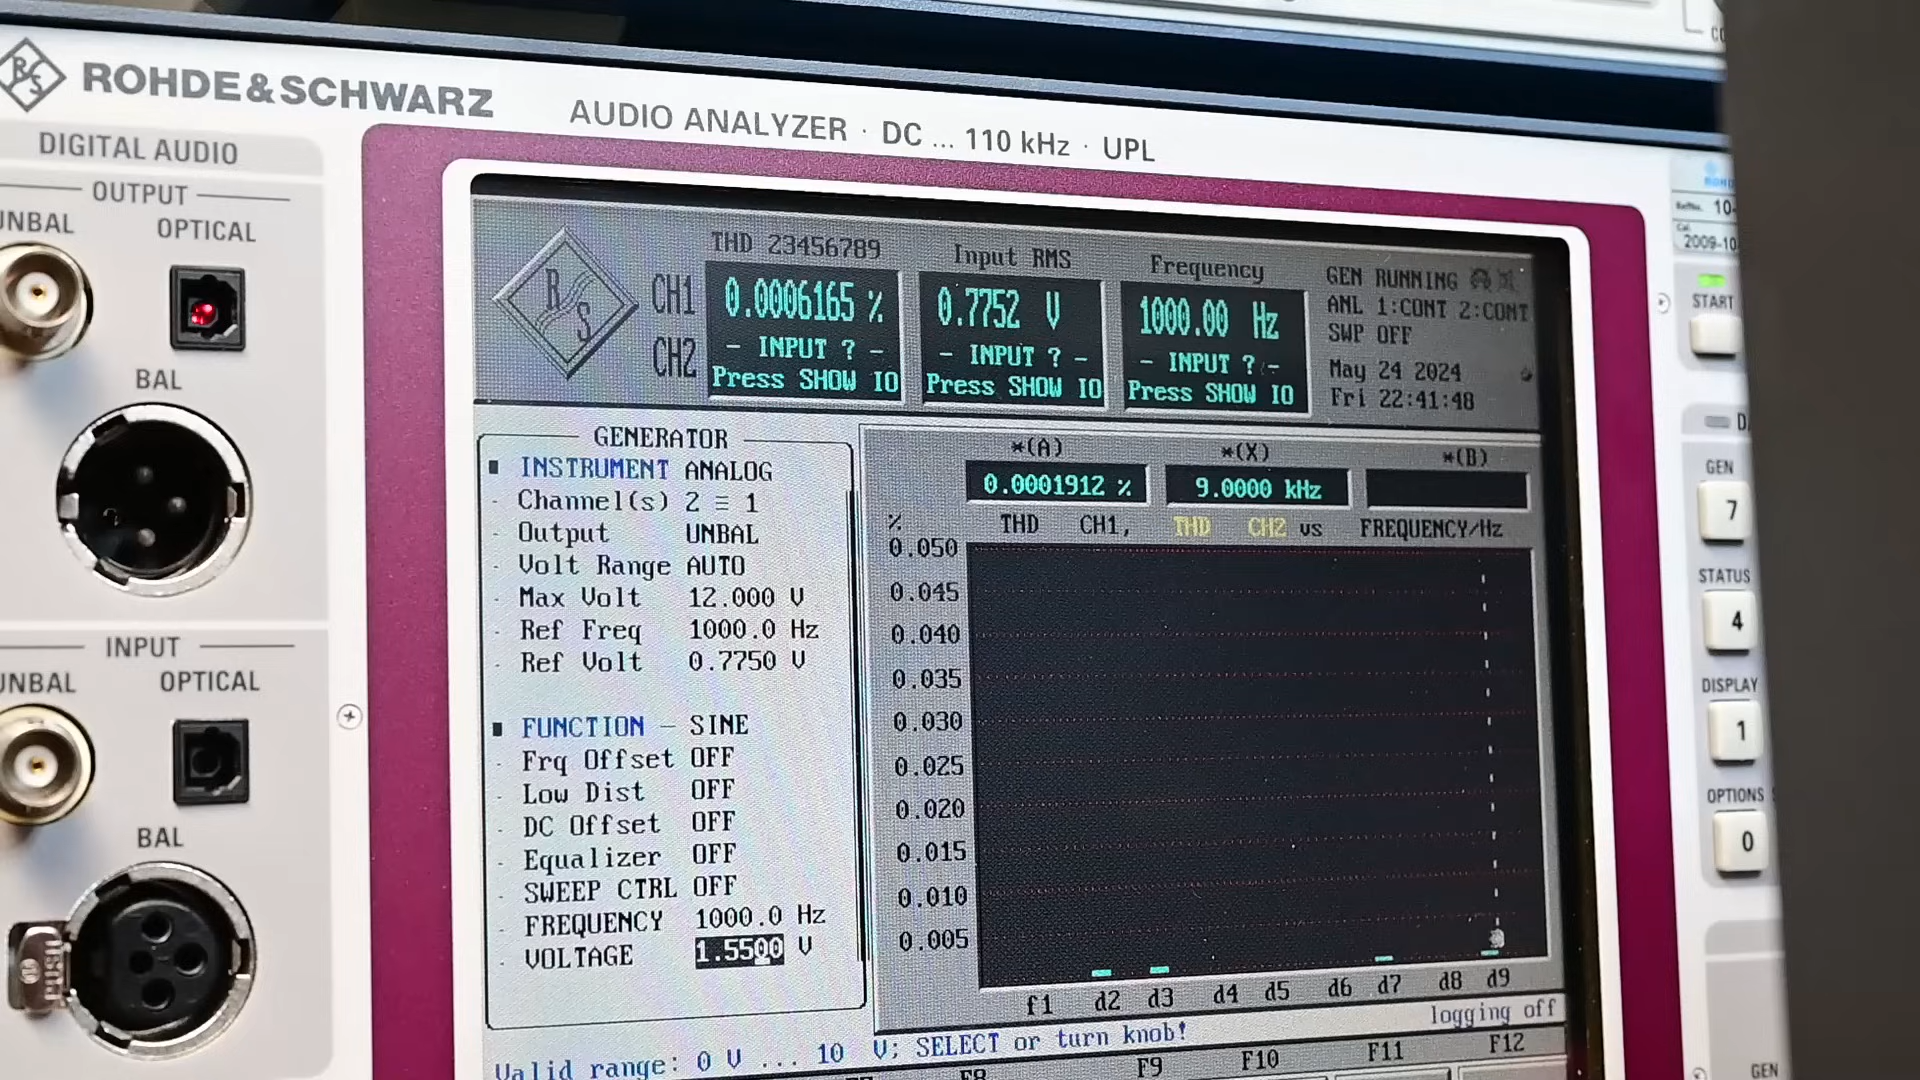 ROHDE&SCHWARZ
AUDIO ANALYZER · DC ... 110 kHz · UPL
DIGITAL AUDIO
OUTPUT
UNBAL OPTICAL
BAL
INPUT
UNBAL OPTICAL
BAL
PUSH
THD 23456789 Input RMS Frequency
CH1 0.0006165 % 0.7752 V 1000.00 Hz
CH2 - INPUT ? - - INPUT ? - - INPUT ? -
Press SHOW IO Press SHOW IO Press SHOW IO
GEN RUNNING
ANL 1:CONT 2:CONT
SWP OFF
May 24 2024
Fri 22:41:48
GENERATOR
INSTRUMENT ANALOG
Channel(s) 2 ≡ 1
Output UNBAL
Volt Range AUTO
Max Volt 12.000 V
Ref Freq 1000.0 Hz
Ref Volt 0.7750 V
FUNCTION - SINE
Frq Offset OFF
Low Dist OFF
DC Offset OFF
Equalizer OFF
SWEEP CTRL OFF
FREQUENCY 1000.0 Hz
VOLTAGE 1.5500 V
*(A) *(X) *(B)
0.0001912 % 9.0000 kHz
% THD CH1, THD CH2 vs FREQUENCY/Hz
0.050
0.045
0.040
0.035
0.030
0.025
0.020
0.015
0.010
0.005
f1 d2 d3 d4 d5 d6 d7 d8 d9
logging off
Valid range: 0 V ... 10 V; SELECT or turn knob!
F8 F9 F10 F11 F12
10-
2009-10
START
GEN
7
STATUS
4
DISPLAY
1
OPTIONS
0
GEN